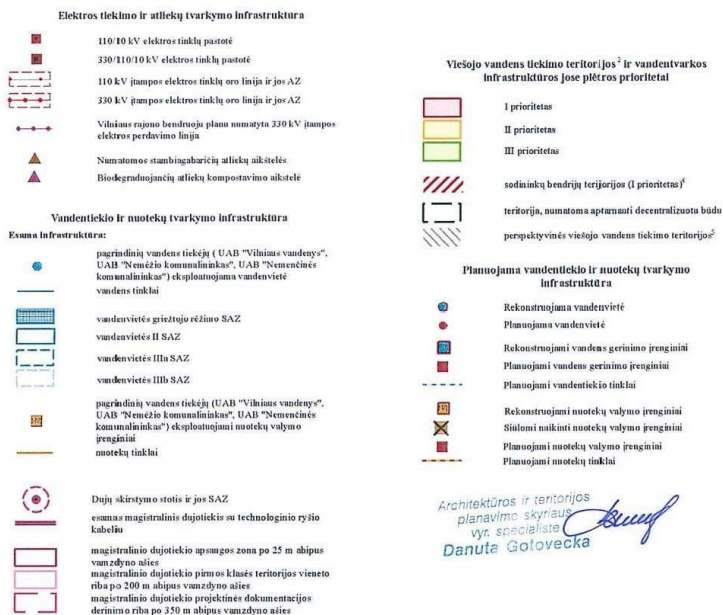 Elektros tiekimo ir atliekų tvarkymo infrastruktūra
110/10 kV elektros tinklų pastotė
330/110/10 kV elektros tinklų pastotė
110 kV įtampos elektros tinklų oro linija ir jos AZ
330 kV įtampos elektros tinklų oro linija ir jos AZ
Vilniaus rajono bendruoju planu numatyta 330 kV įtampos
elektros perdavimo linija
Numatomos stambiagabaričių atliekų aikštelės
Biodegraduojančių atliekų kompostavimo aikštelė
Vandentiekio ir nuotekų tvarkymo infrastruktūra
Esama infrastruktūra:
pagrindinių vandens tiekėjų ( UAB "Vilniaus vandenys",
UAB "Nemėžio komunalininkas", UAB "Nemenčinės
komunalininkas") eksploatuojama vandenvietė
vandens tinklai
vandenvietės griežtojo rėžimo SAZ
vandenvietės II SAZ
vandenvietės IIIa SAZ
vandenvietės IIIb SAZ
pagrindinių vandens tiekėjų (UAB "Vilniaus vandenys",
UAB "Nemėžio komunalininkas", UAB "Nemenčinės
komunalininkas") eksploatuojami nuotekų valymo
įrenginiai
nuotekų tinklai
Dujų skirstymo stotis ir jos SAZ
esamas magistralinis dujotiekis su technologinio ryšio
kabeliu
magistralinio dujotiekio apsaugos zona po 25 m abipus
vamzdyno ašies
magistralinio dujotiekio pirmos klasės teritorijos vieneto
riba po 200 m abipus vamzdyno ašies
magistralinio dujotiekio projektinės dokumentacijos
derinimo riba po 350 m abipus vamzdyno ašies
Viešojo vandens tiekimo teritorijos² ir vandentvarkos
infrastruktūros jose plėtros prioritetai
I prioritetas
II prioritetas
III prioritetas
sodininkų bendrijų terijorijos (I prioritetas)⁴
teritorija, numatoma aptarnauti decentralizuotu būdu
perspektyvinės viešojo vandens tiekimo teritorijos⁵
Planuojama vandentiekio ir nuotekų tvarkymo
infrastruktūra
Rekonstruojama vandenvietė
Planuojama vandenvietė
Rekonstruojami vandens gerinimo įrenginiai
Planuojami vandens gerinimo įrenginiai
Planuojami vandentiekio tinklai
Rekonstruojami nuotekų valymo įrenginiai
Siūlomi naikinti nuotekų valymo įrenginiai
Planuojami nuotekų valymo įrenginiai
Planuojami nuotekų tinklai
Architektūros ir teritorijos
planavimo skyriaus
vyr. specialistė
Danuta Gotovecka